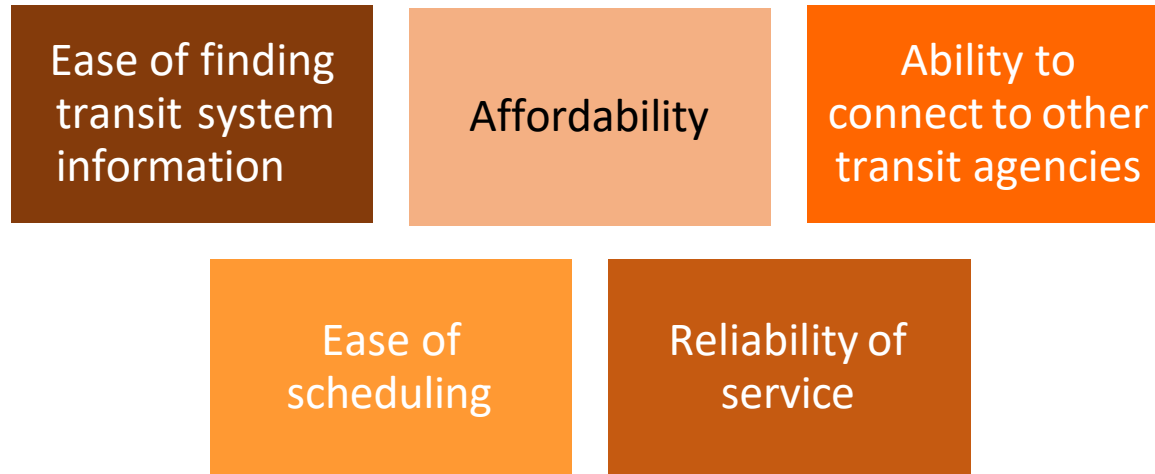 Ease of finding
transit system
information
Affordability
Ability to
connect to other
transit agencies
Ease of
scheduling
Reliability of
service